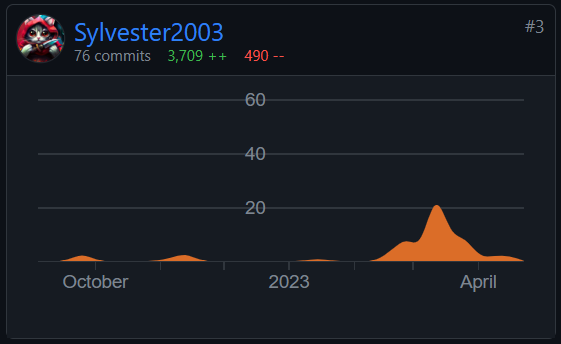 Sylvester2003
#3
76 commits 3,709 ++ 490 --
60
40
20
October 2023 April